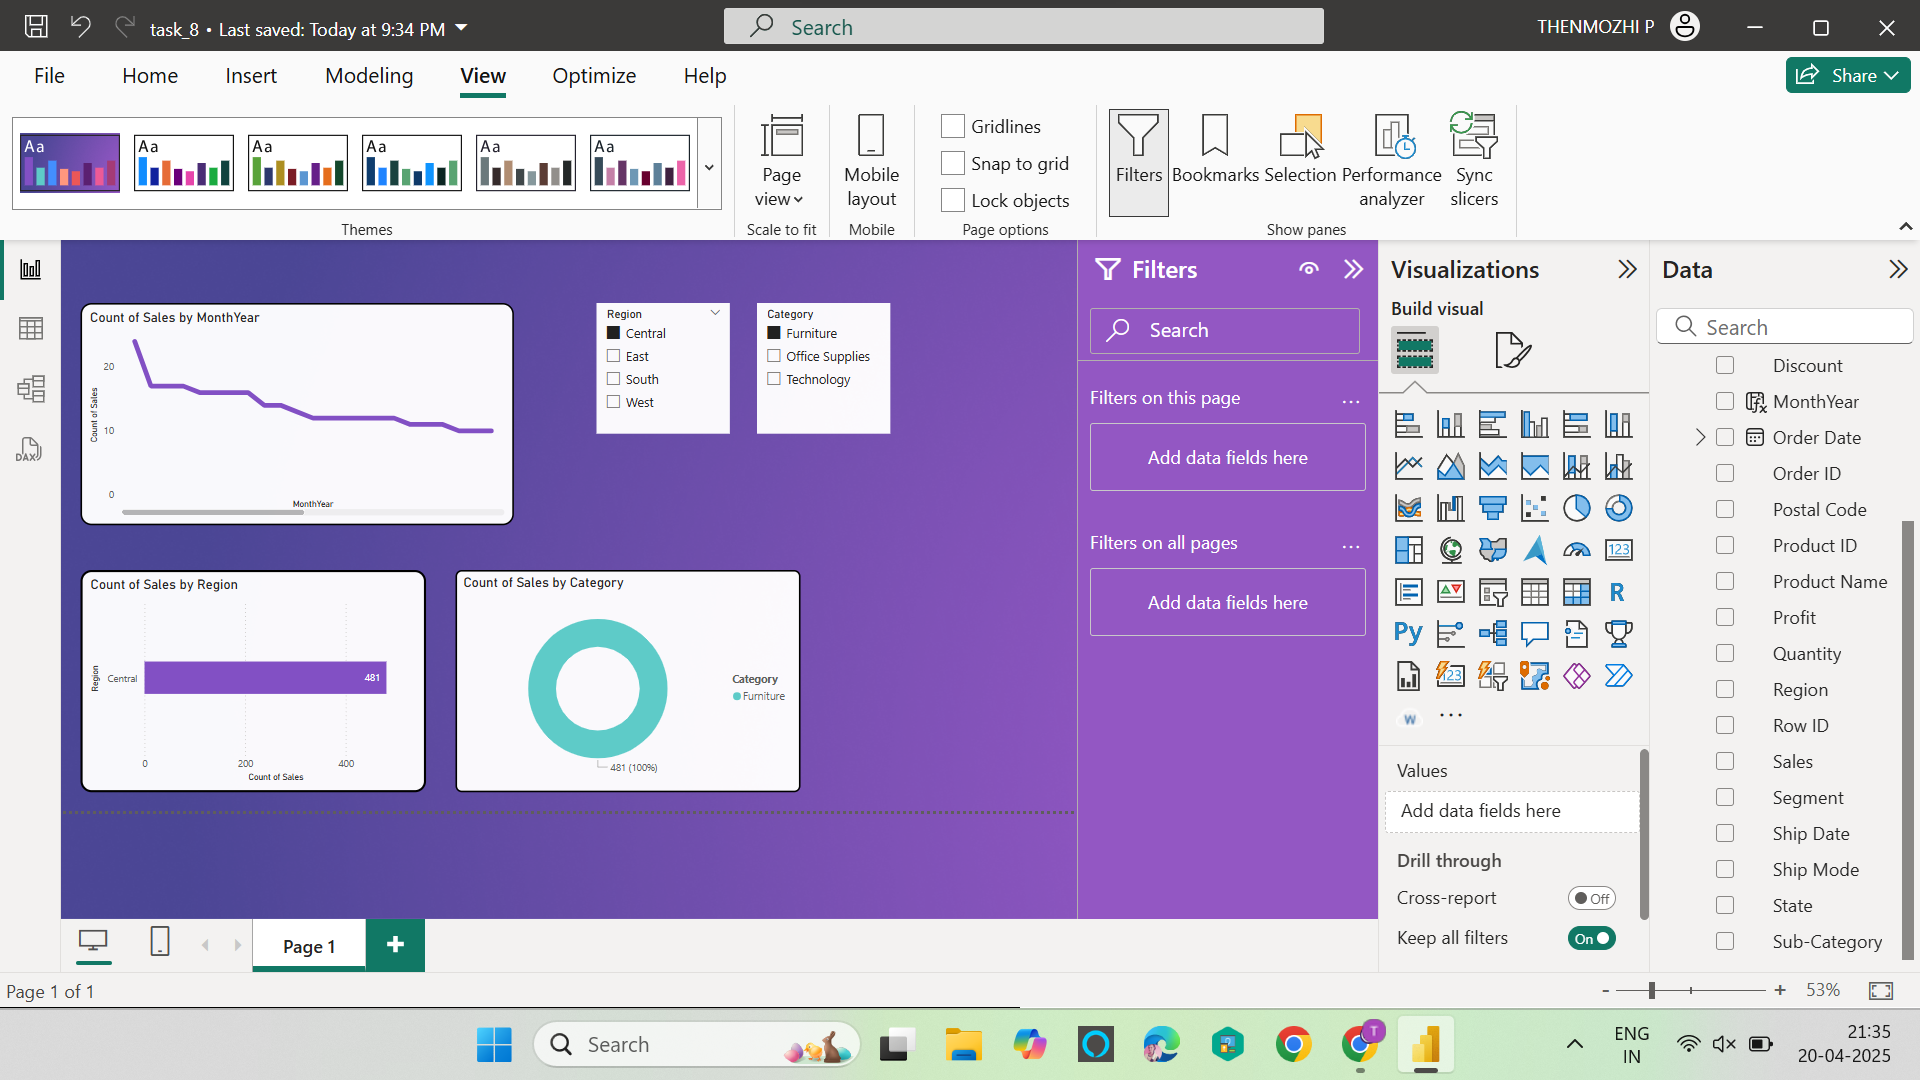 task_8 • Last saved: Today at 9:34 PM
Search
THENMOZHI P
File
Home
Insert
Modeling
View
Optimize
Help
Share
Aa
Aa
Aa
Aa
Aa
Aa
Themes
Page
view
Scale to fit
Mobile
layout
Mobile
Gridlines
Snap to grid
Lock objects
Page options
Filters
Bookmarks
Selection
Performance
analyzer
Sync
slicers
Show panes
DAX
Count of Sales by MonthYear
20
10
0
Count of Sales
MonthYear
Region
Central
East
South
West
Category
Furniture
Office Supplies
Technology
Count of Sales by Region
Region
Central
481
0
200
400
Count of Sales
Count of Sales by Category
Category
Furniture
481 (100%)
Filters
Search
Filters on this page
...
Add data fields here
Filters on all pages
...
Add data fields here
Visualizations
Build visual
123
R
Py
123
W
...
Values
Add data fields here
Drill through
Cross-report
Off
Keep all filters
On
Data
Search
Discount
MonthYear
Order Date
Order ID
Postal Code
Product ID
Product Name
Profit
Quantity
Region
Row ID
Sales
Segment
Ship Date
Ship Mode
State
Sub-Category
Page 1
+
Page 1 of 1
-
+
53%
Search
T
ENG
IN
21:35
20-04-2025